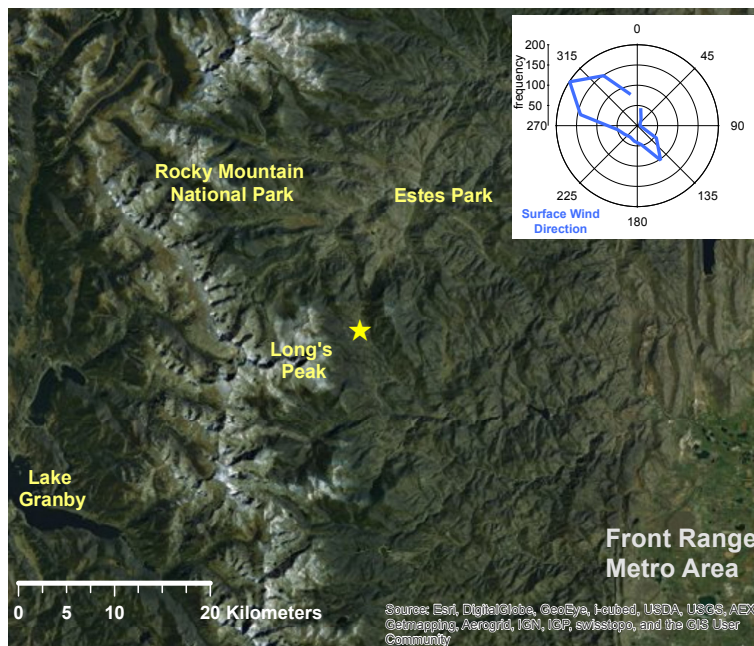 0
315
45
200
150
100
50
frequency
270
90
225
135
180
Surface Wind
Direction
Rocky Mountain
National Park
Estes Park
Long's
Peak
Lake
Granby
Front Range
Metro Area
0 5 10 20 Kilometers
Source: Esri, DigitalGlobe, GeoEye, i-cubed, USDA, USGS, AEX,
Getmapping, Aerogrid, IGN, IGP, swisstopo, and the GIS User
Community